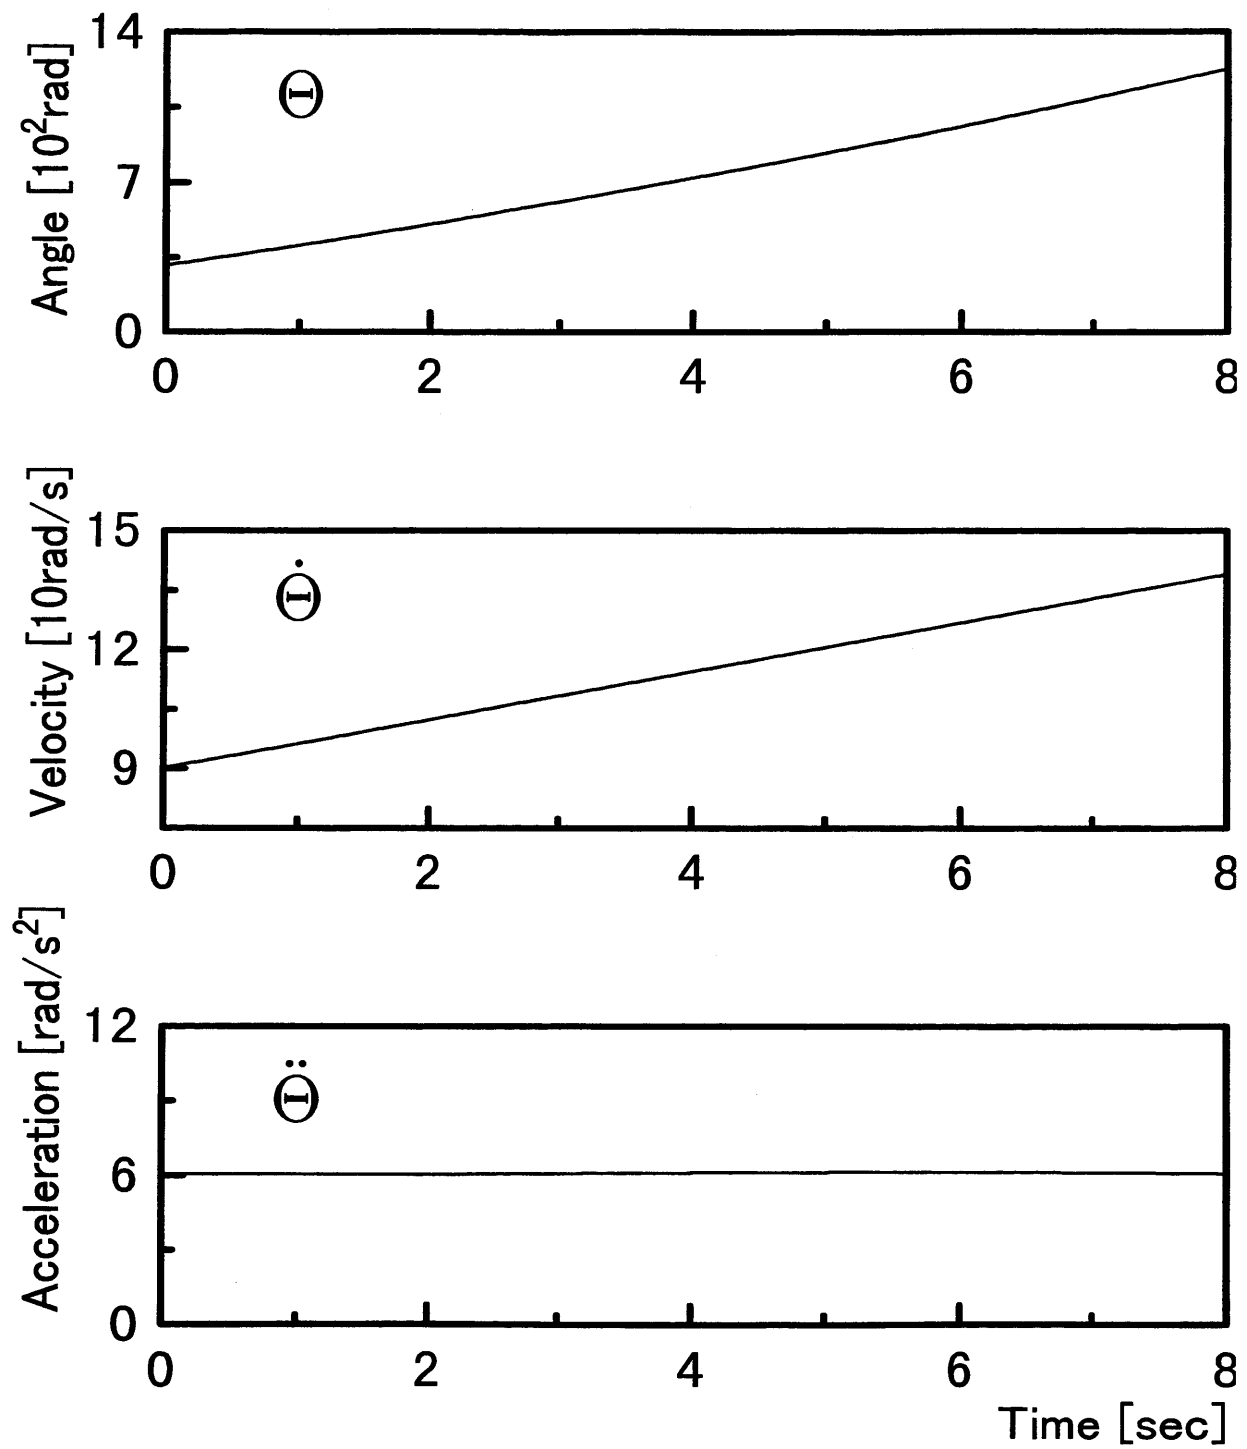 Angle [10²rad]
14
7
0
Θ
0 2 4 6 8
Velocity [10rad/s]
15
12
9
Θ̇
0 2 4 6 8
Acceleration [rad/s²]
12
6
0
Θ̈
0 2 4 6 8
Time [sec]